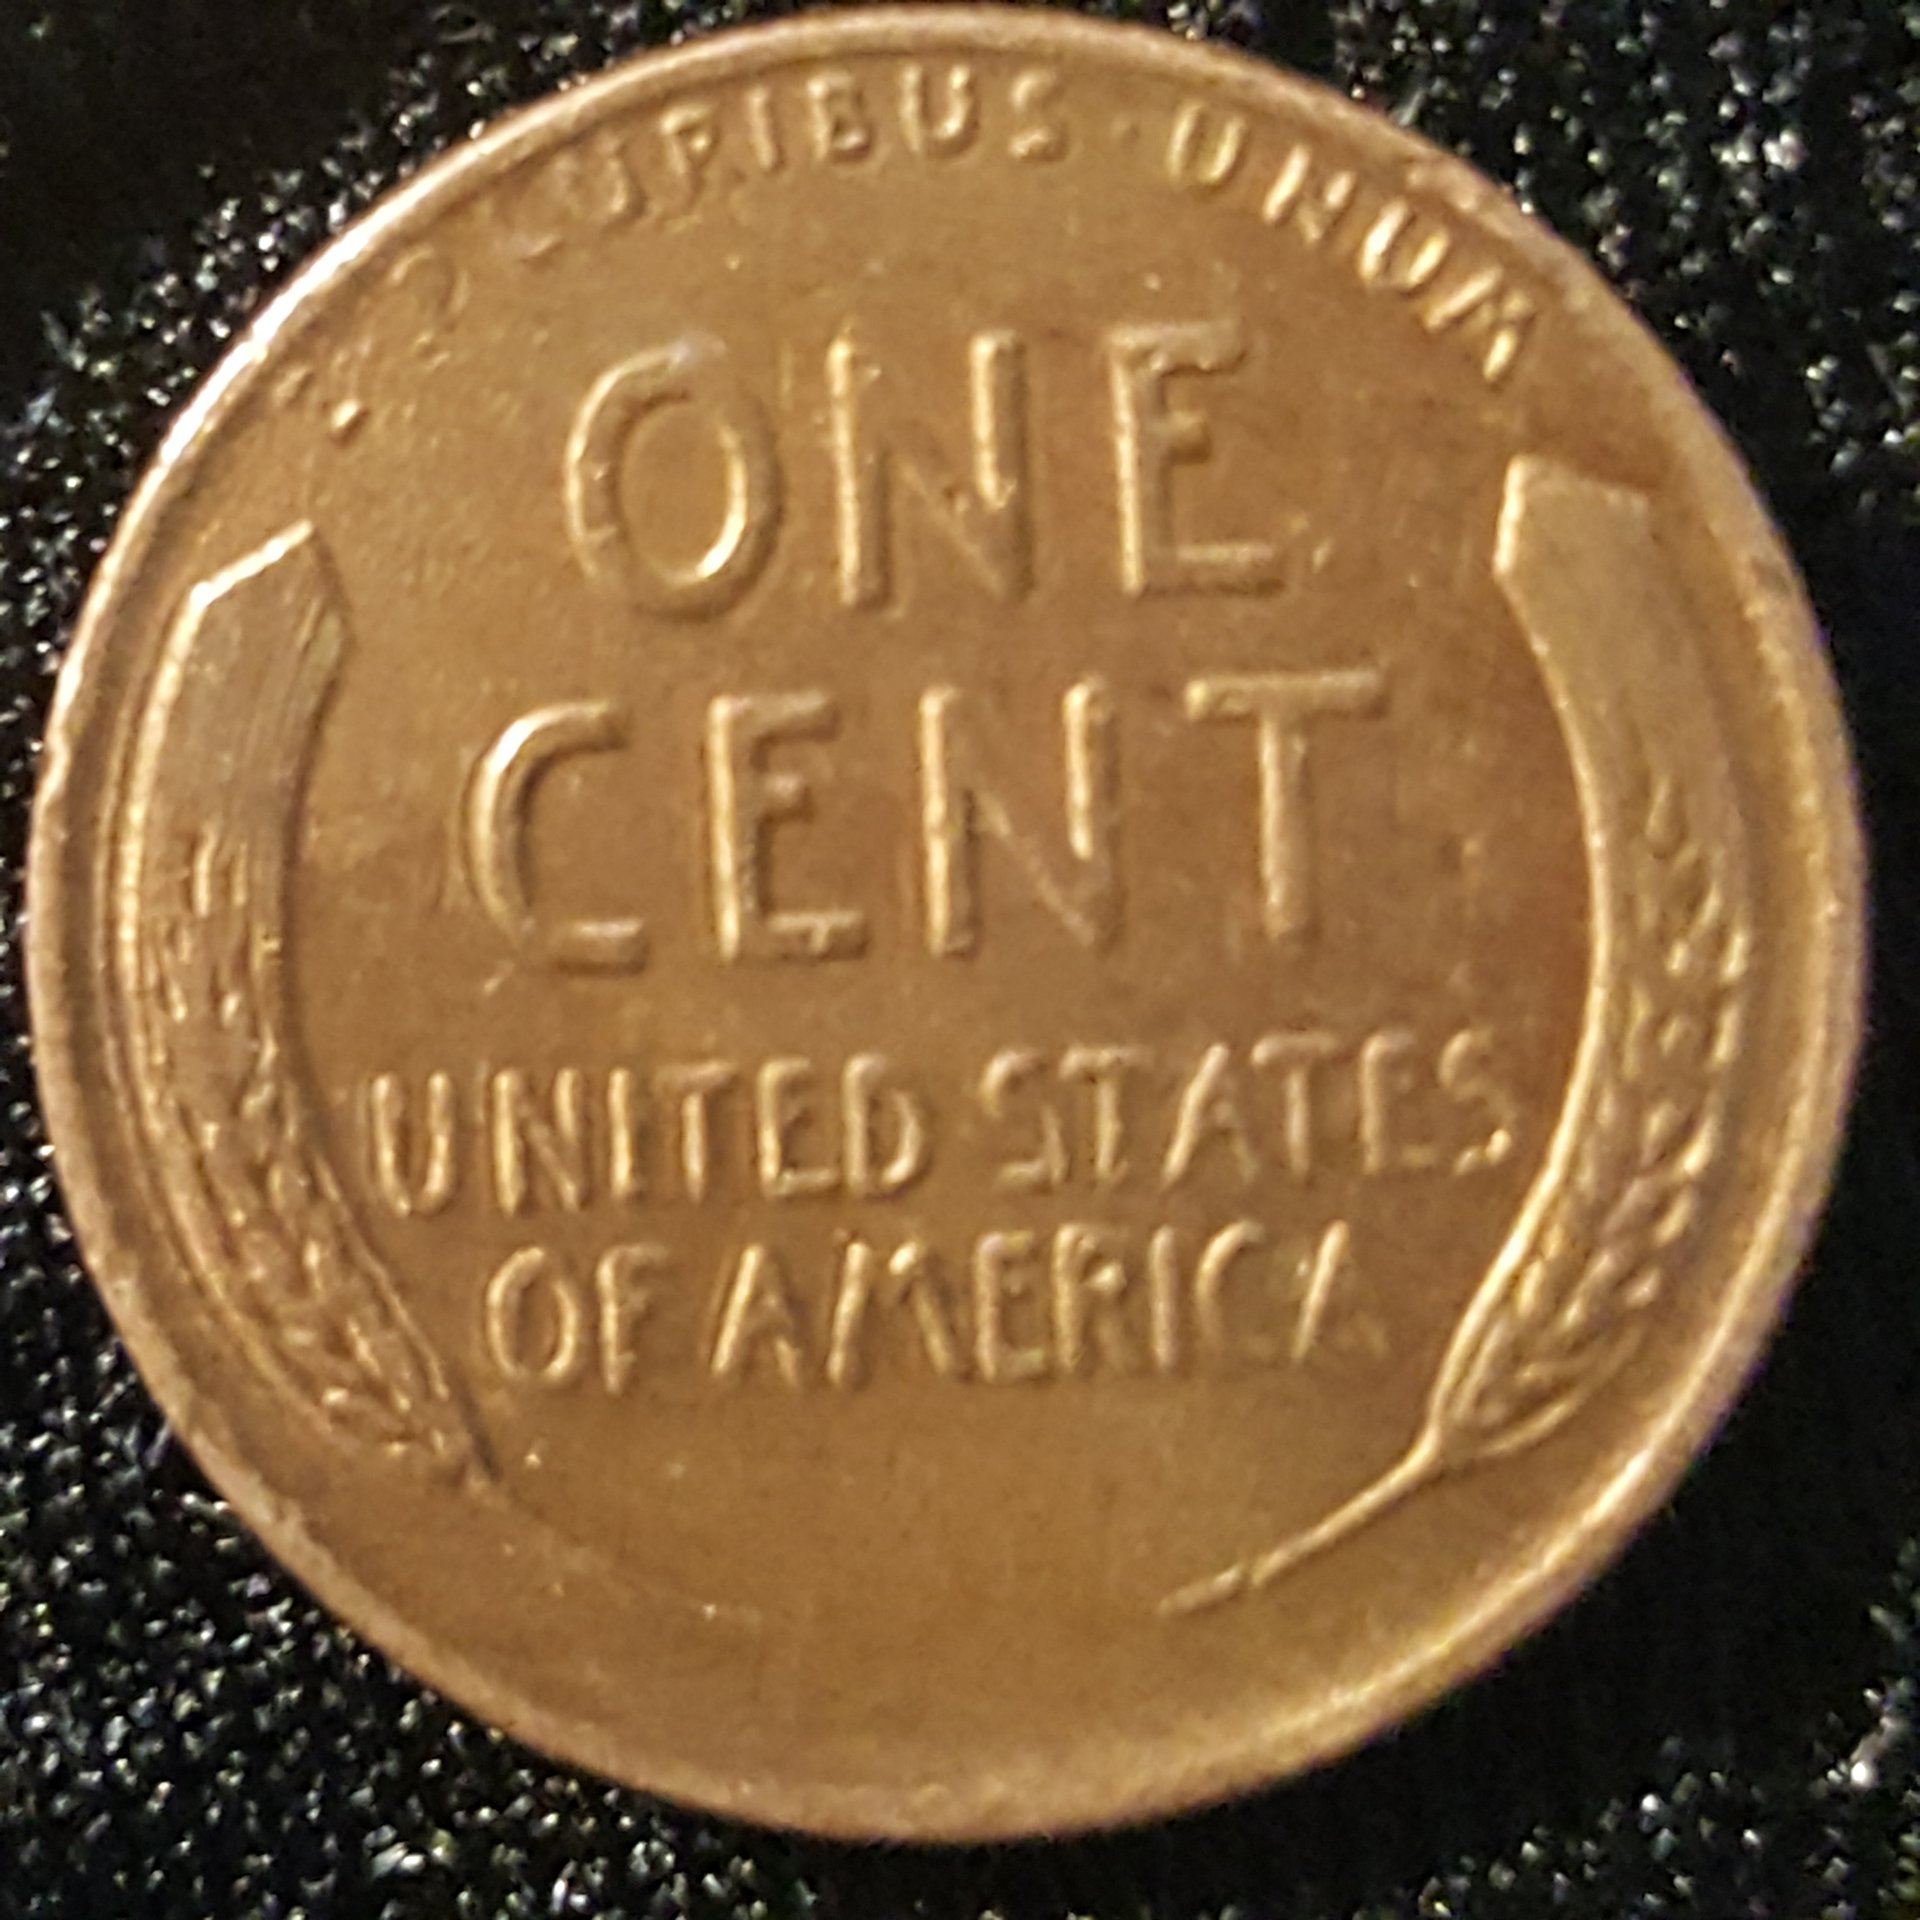 PLURIBUS · UNUM
ONE
CENT
UNITED STATES
OF AMERICA